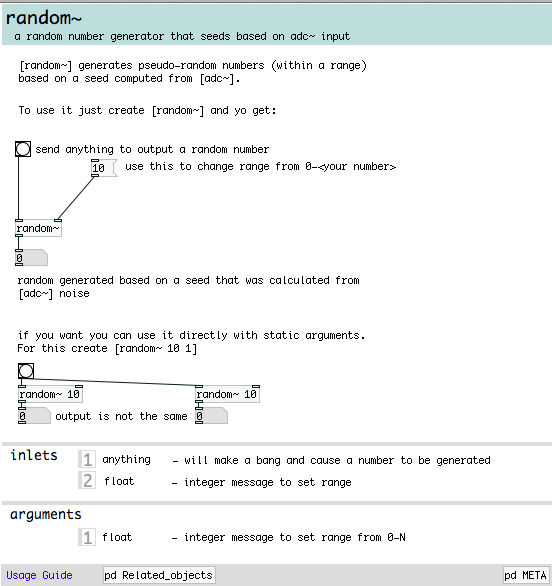 random~
a random number generator that seeds based on adc~ input
[random~] generates pseudo-random numbers (within a range)
based on a seed computed from [adc~].
To use it just create [random~] and yo get:
send anything to output a random number
10 use this to change range from 0-<your number>
random~
0
random generated based on a seed that was calculated from
[adc~] noise
if you want you can use it directly with static arguments.
For this create [random~ 10 1]
random~ 10 random~ 10
0 output is not the same 0
inlets 1 anything - will make a bang and cause a number to be generated
2 float - integer message to set range
arguments
1 float - integer message to set range from 0-N
Usage Guide pd Related_objects pd META